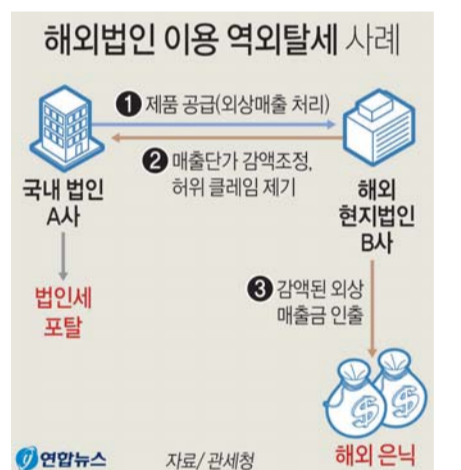 해외법인 이용 역외탈세 사례
❶ 제품 공급(외상매출 처리)
❷ 매출단가 감액조정,
허위 클레임 제기
국내 법인
A사
해외
현지법인
B사
법인세
포탈
❸ 감액된 외상
매출금 인출
$ $
해외 은닉
연합뉴스
자료/ 관세청